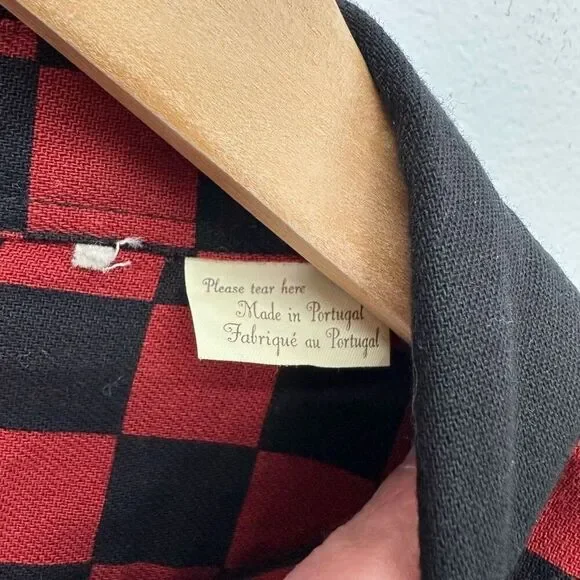 Please tear here
Made in Portugal
Fabriqué au Portugal